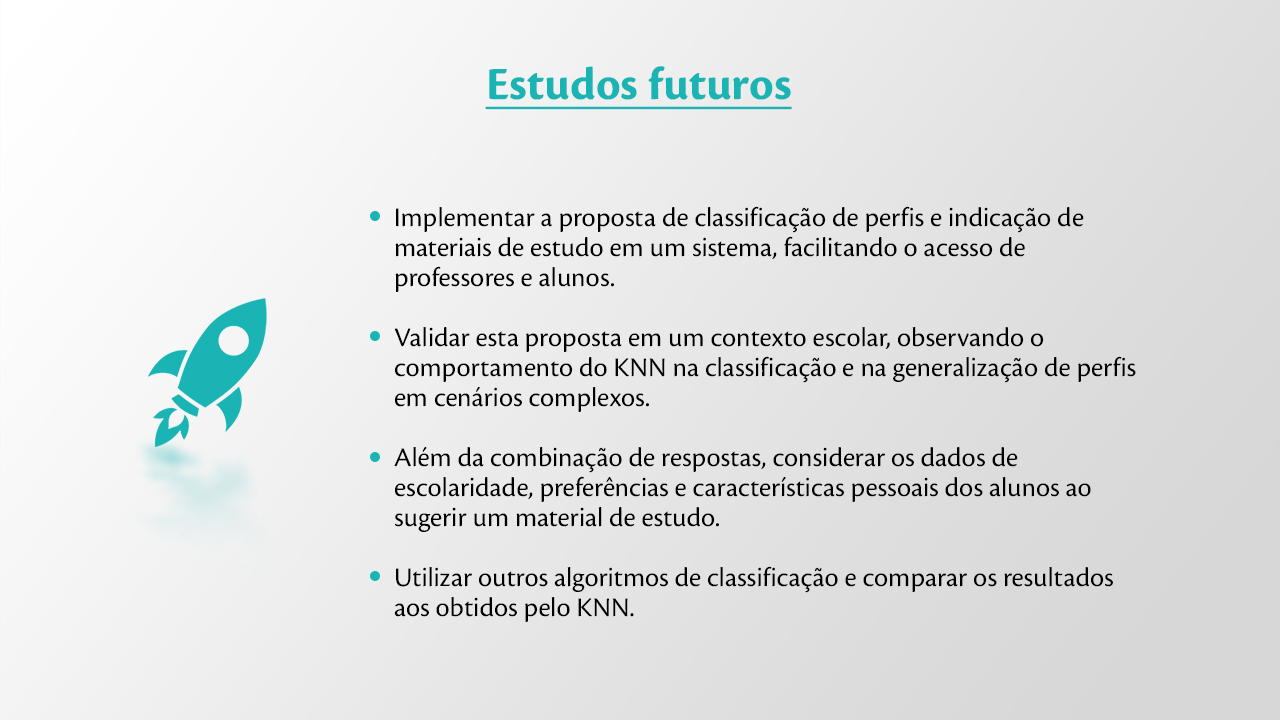 Estudos futuros
• Implementar a proposta de classificação de perfis e indicação de
materiais de estudo em um sistema, facilitando o acesso de
professores e alunos.
• Validar esta proposta em um contexto escolar, observando o
comportamento do KNN na classificação e na generalização de perfis
em cenários complexos.
• Além da combinação de respostas, considerar os dados de
escolaridade, preferências e características pessoais dos alunos ao
sugerir um material de estudo.
• Utilizar outros algoritmos de classificação e comparar os resultados
aos obtidos pelo KNN.